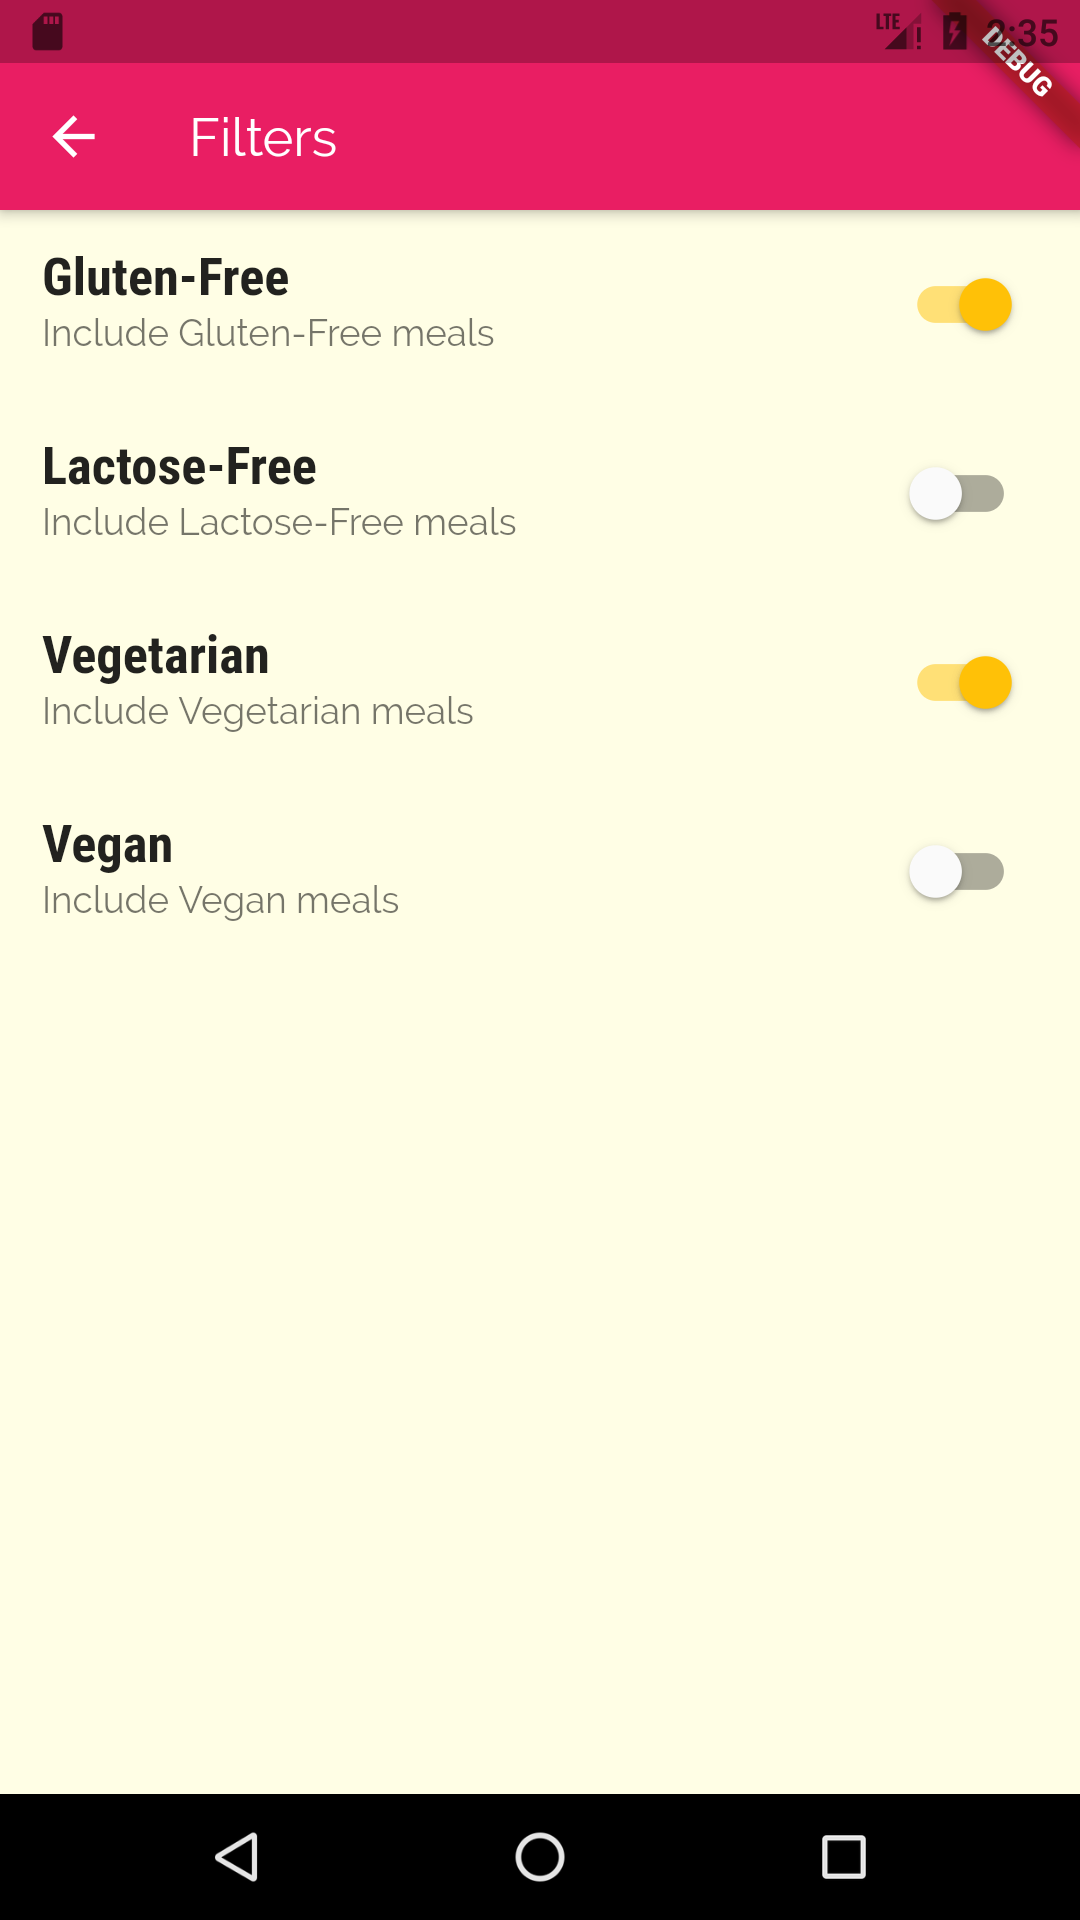 LTE 2:35
DEBUG
Filters
Gluten-Free
Include Gluten-Free meals
Lactose-Free
Include Lactose-Free meals
Vegetarian
Include Vegetarian meals
Vegan
Include Vegan meals